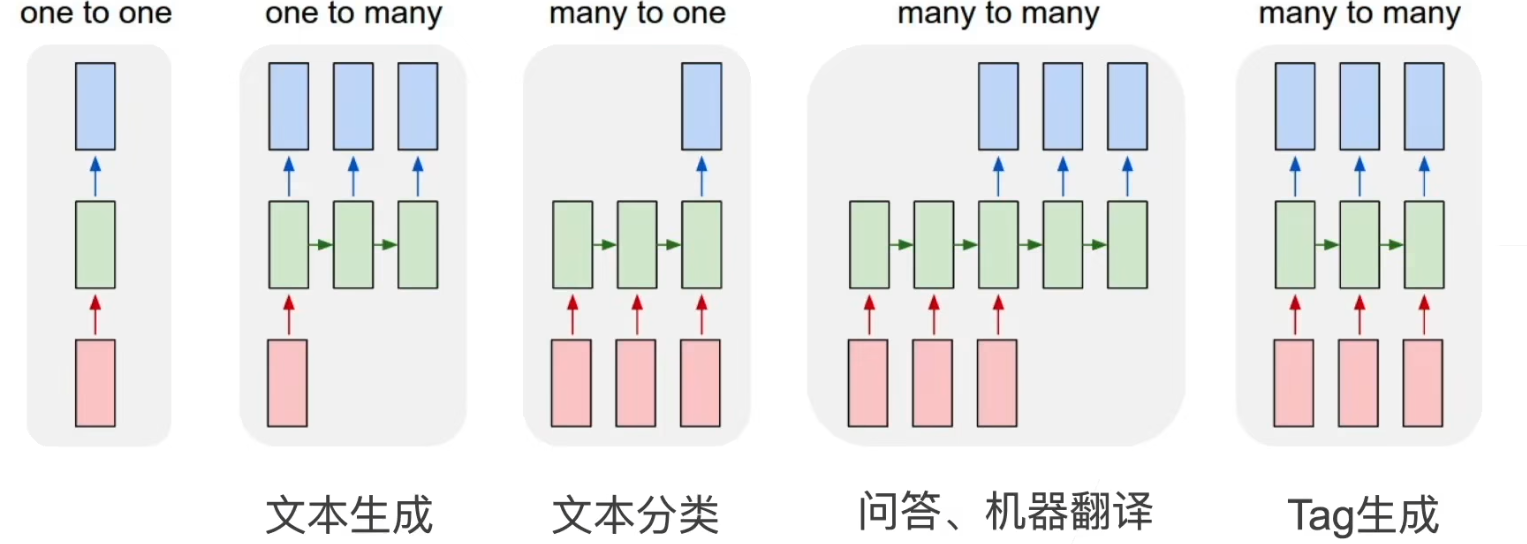 one to one
one to many
many to one
many to many
many to many
文本生成
文本分类
问答、机器翻译
Tag生成